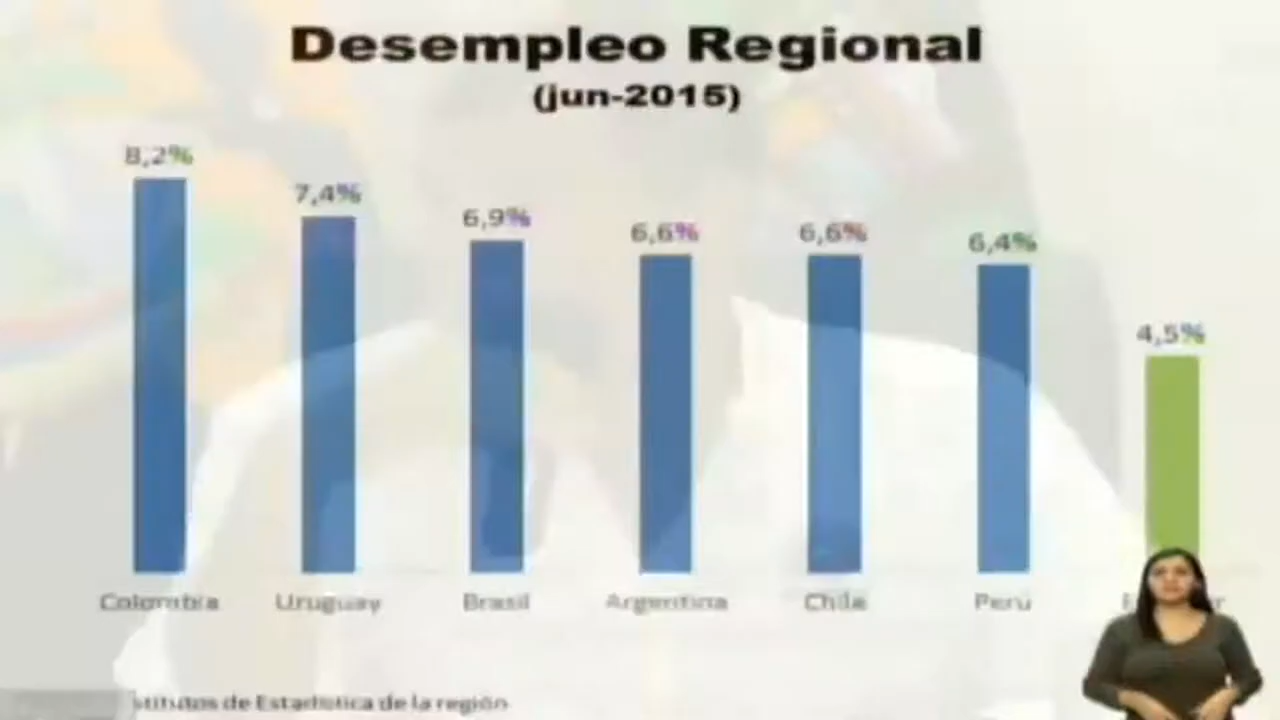 Desempleo Regional
(jun-2015)
8,2%
7,4%
6,9%
6,6%
6,6%
6,4%
4,5%
Colombia
Uruguay
Brasil
Argentina
Chile
Perú
de Estadística de la región